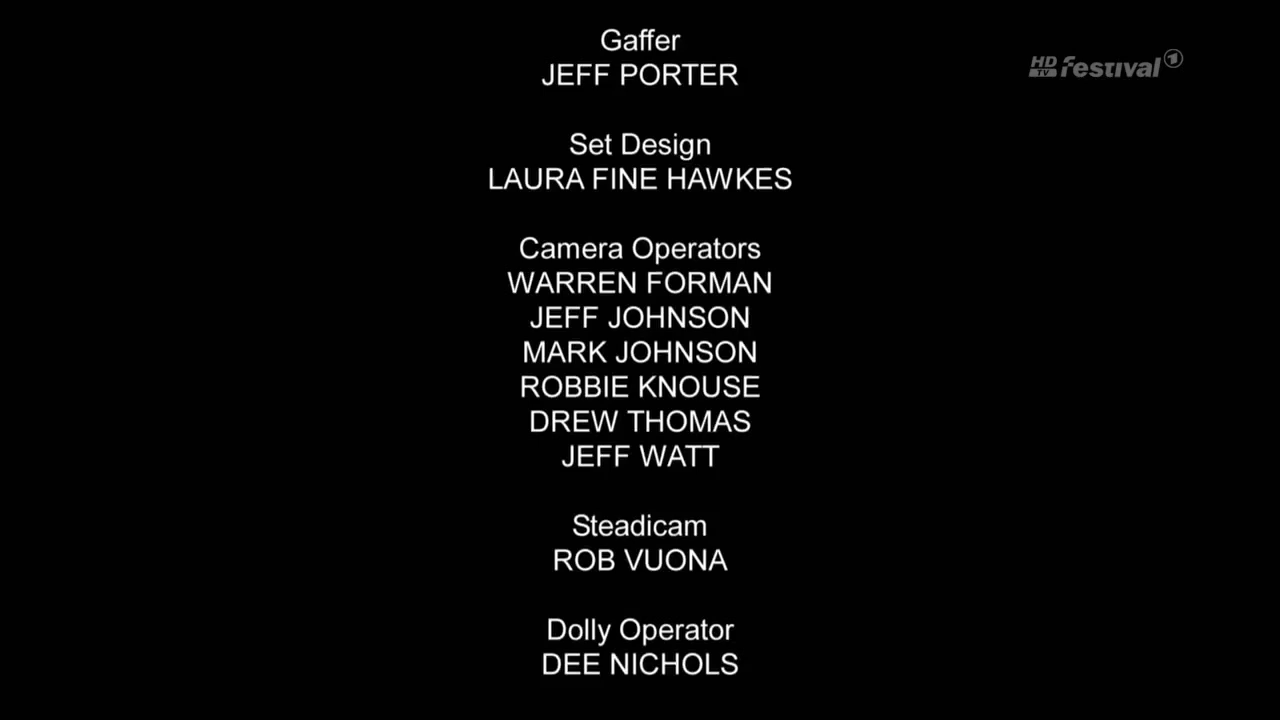 Gaffer
JEFF PORTER
HD TV Festival 1
Set Design
LAURA FINE HAWKES
Camera Operators
WARREN FORMAN
JEFF JOHNSON
MARK JOHNSON
ROBBIE KNOUSE
DREW THOMAS
JEFF WATT
Steadicam
ROB VUONA
Dolly Operator
DEE NICHOLS